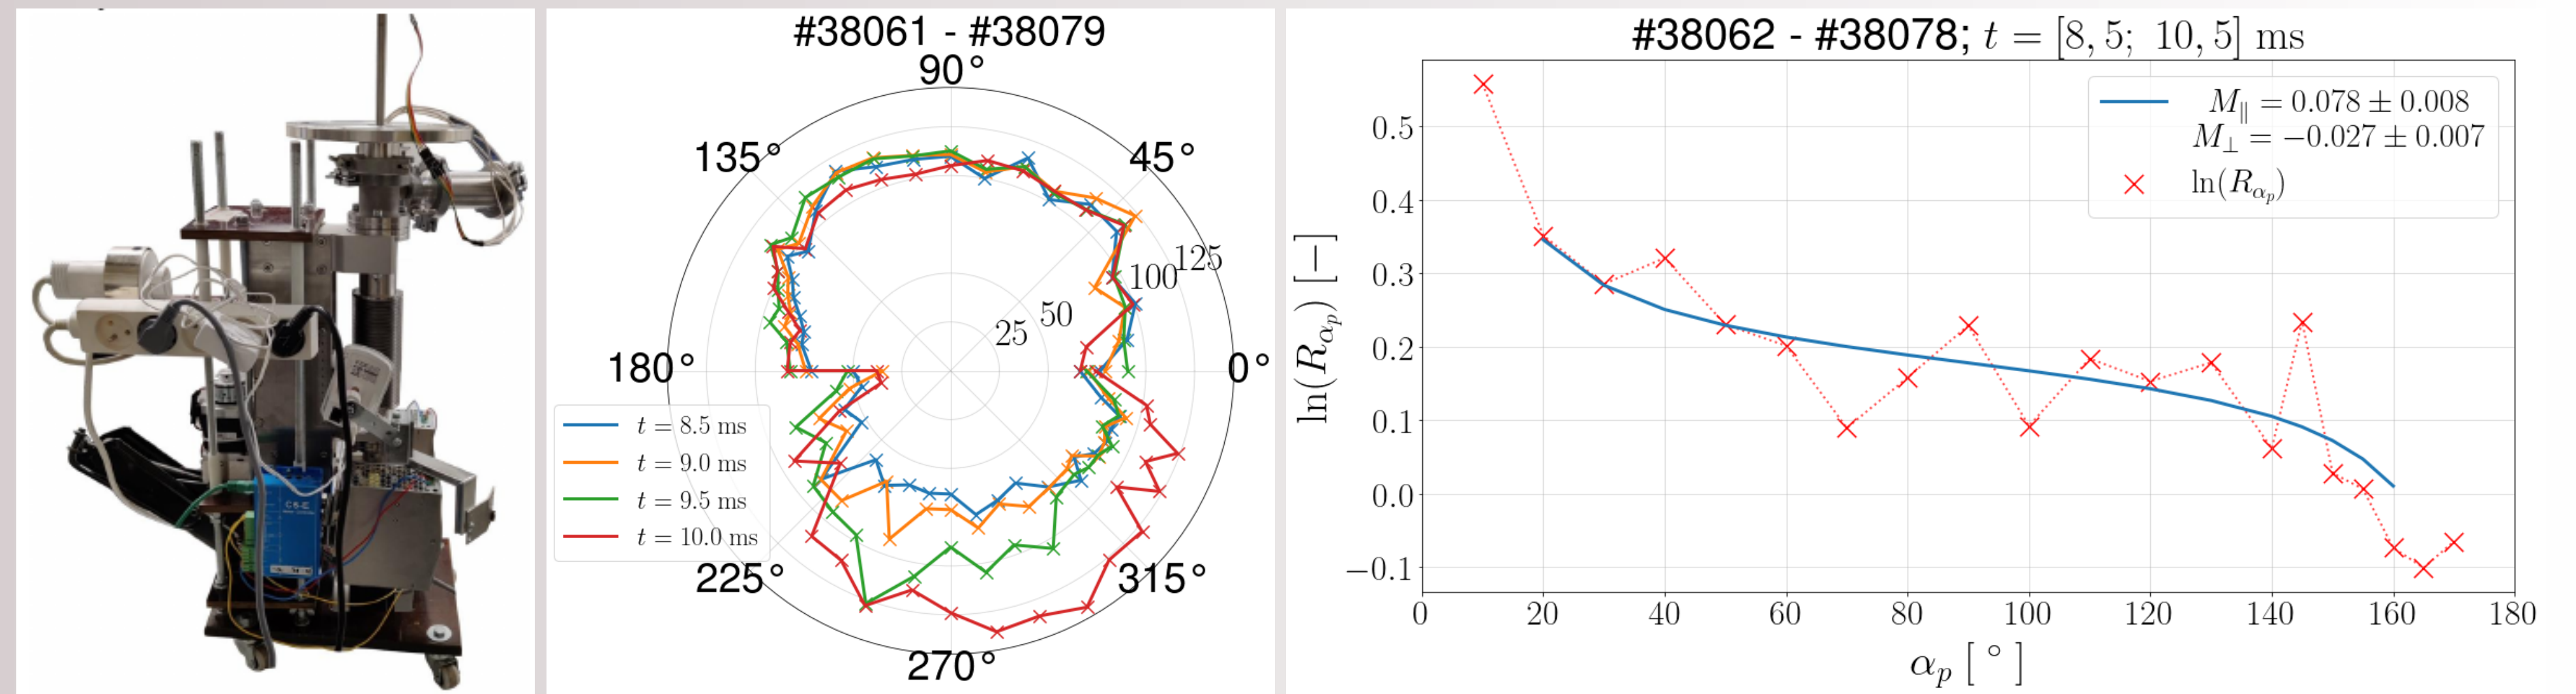 #38061 - #38079
90°
135°
45°
125
100
50
25
180°
0°
t = 8.5 ms
t = 9.0 ms
t = 9.5 ms
t = 10.0 ms
225°
315°
270°
#38062 - #38078; t = [8, 5; 10, 5] ms
M∥ = 0.078 ± 0.008
M⊥ = −0.027 ± 0.007
ln(Rαp)
ln(Rαp) [−]
0.5
0.4
0.3
0.2
0.1
0.0
−0.1
0 20 40 60 80 100 120 140 160 180
αp [ ° ]